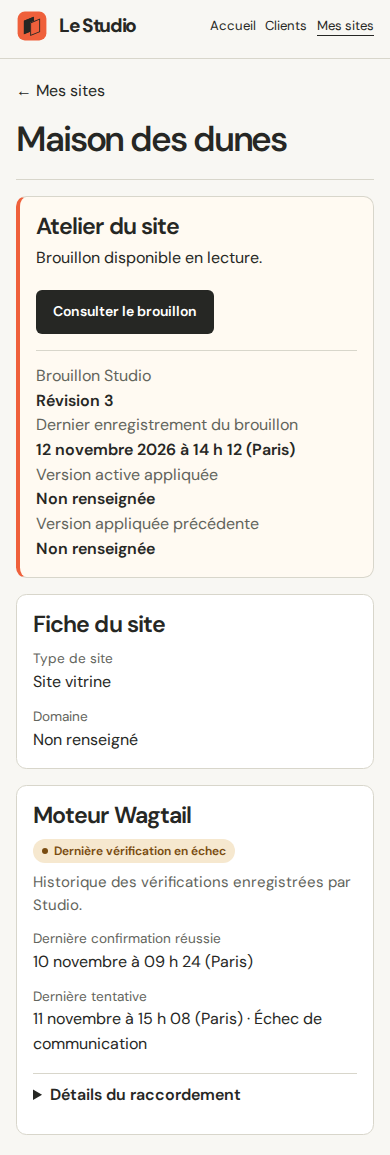 Le Studio
Accueil Clients Mes sites
← Mes sites
Maison des dunes
Atelier du site
Brouillon disponible en lecture.
Consulter le brouillon
Brouillon Studio
Révision 3
Dernier enregistrement du brouillon
12 novembre 2026 à 14 h 12 (Paris)
Version active appliquée
Non renseignée
Version appliquée précédente
Non renseignée
Fiche du site
Type de site
Site vitrine
Domaine
Non renseigné
Moteur Wagtail
Dernière vérification en échec
Historique des vérifications enregistrées par
Studio.
Dernière confirmation réussie
10 novembre à 09 h 24 (Paris)
Dernière tentative
11 novembre à 15 h 08 (Paris) · Échec de
communication
Détails du raccordement